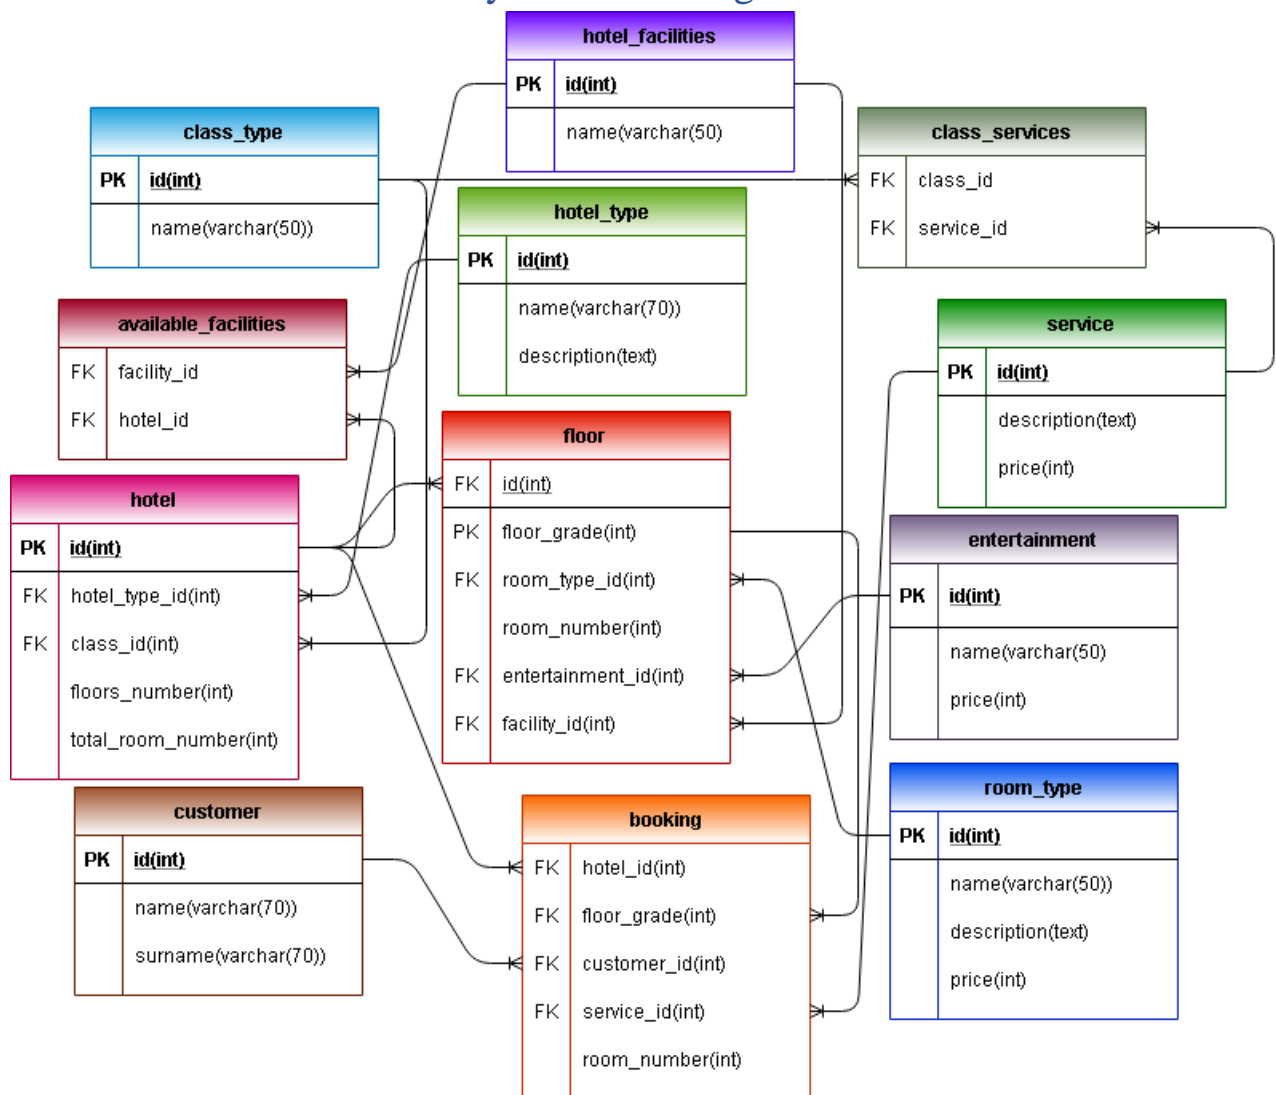 hotel_facilities
PK id(int)
name(varchar(50)
class_type
PK id(int)
name(varchar(50))
class_services
FK class_id
FK service_id
hotel_type
PK id(int)
name(varchar(70))
description(text)
available_facilities
FK facility_id
FK hotel_id
service
PK id(int)
description(text)
price(int)
floor
FK id(int)
PK floor_grade(int)
FK room_type_id(int)
room_number(int)
FK entertainment_id(int)
FK facility_id(int)
hotel
PK id(int)
FK hotel_type_id(int)
FK class_id(int)
floors_number(int)
total_room_number(int)
entertainment
PK id(int)
name(varchar(50)
price(int)
room_type
PK id(int)
name(varchar(50))
description(text)
price(int)
customer
PK id(int)
name(varchar(70))
surname(varchar(70))
booking
FK hotel_id(int)
FK floor_grade(int)
FK customer_id(int)
FK service_id(int)
room_number(int)